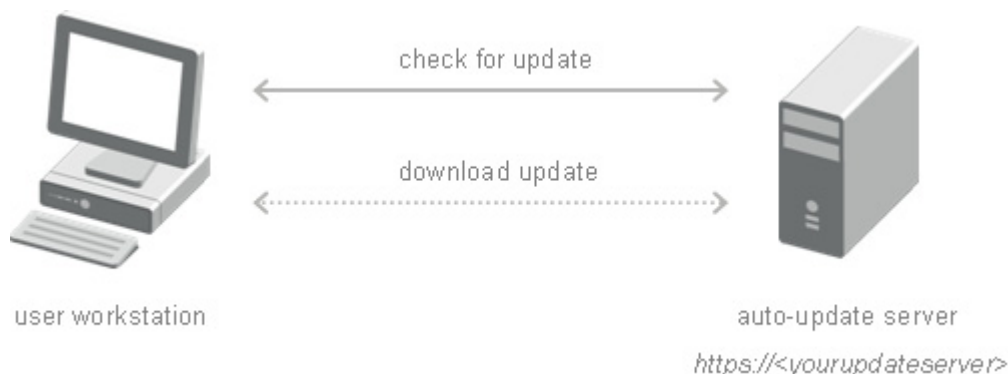 check for update
download update
user workstation
auto-update server
https://<yourupdateserver>